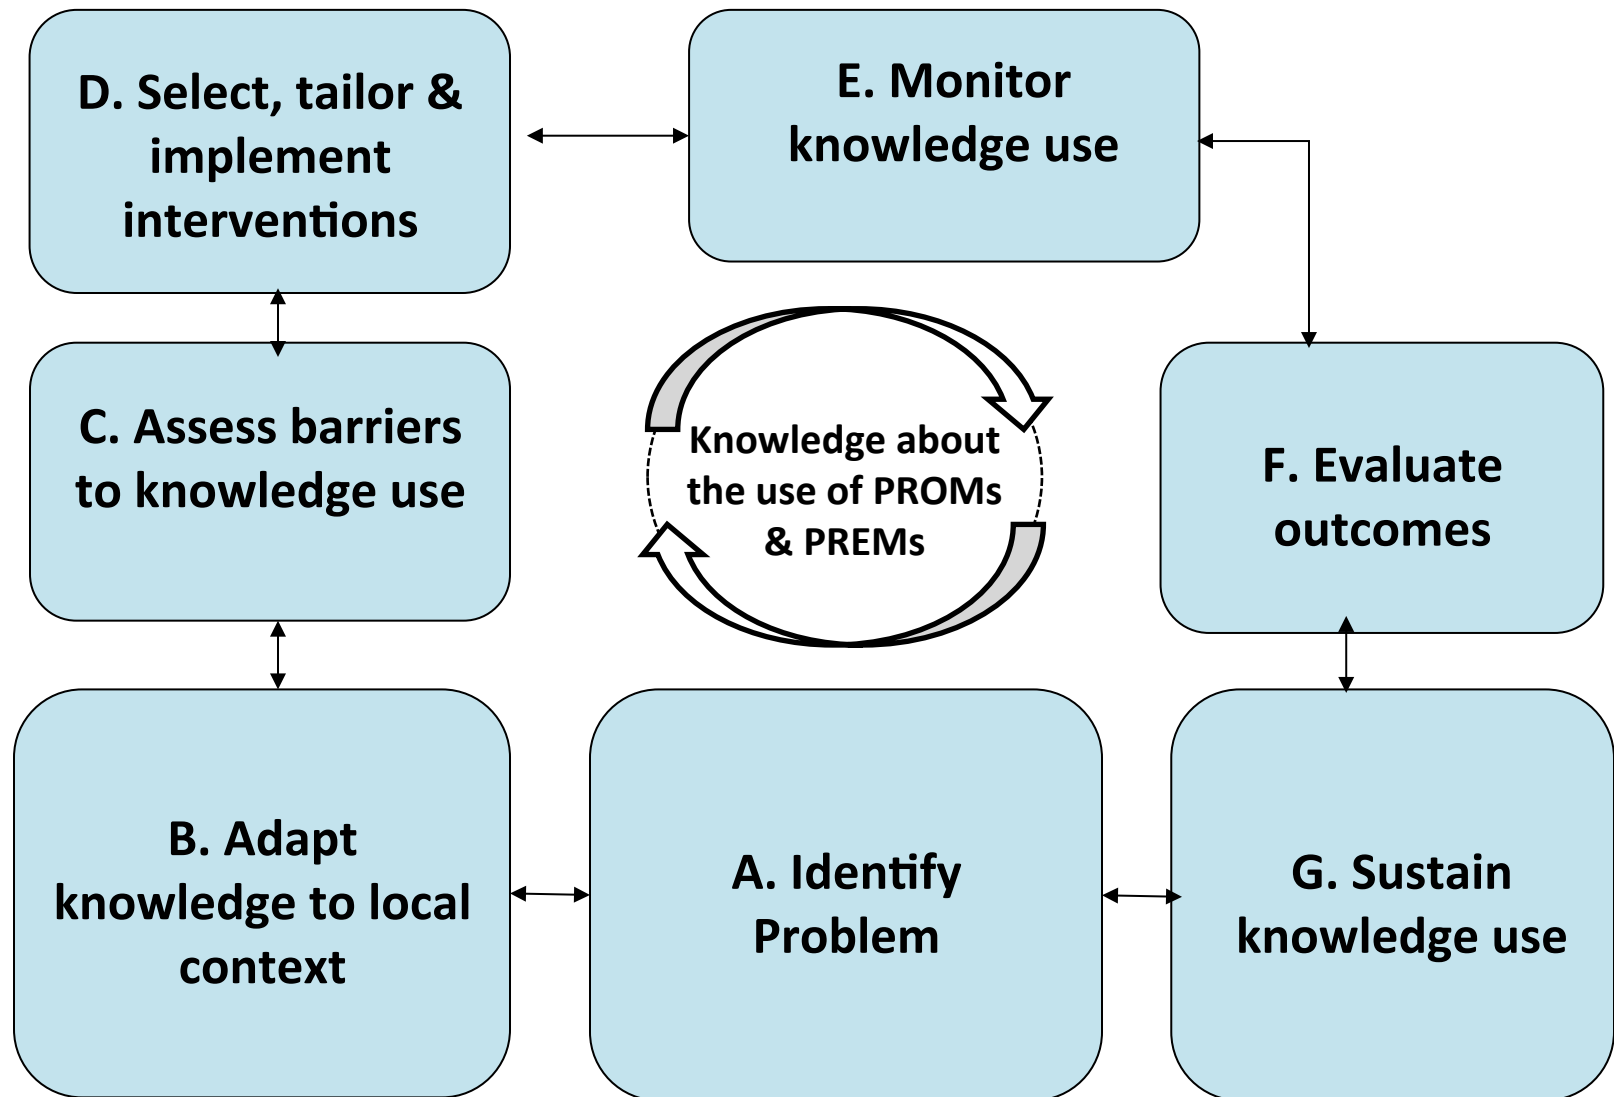 D. Select, tailor &
implement
interventions
E. Monitor
knowledge use
C. Assess barriers
to knowledge use
Knowledge about
the use of PROMs
& PREMs
F. Evaluate
outcomes
B. Adapt
knowledge to local
context
A. Identify
Problem
G. Sustain
knowledge use